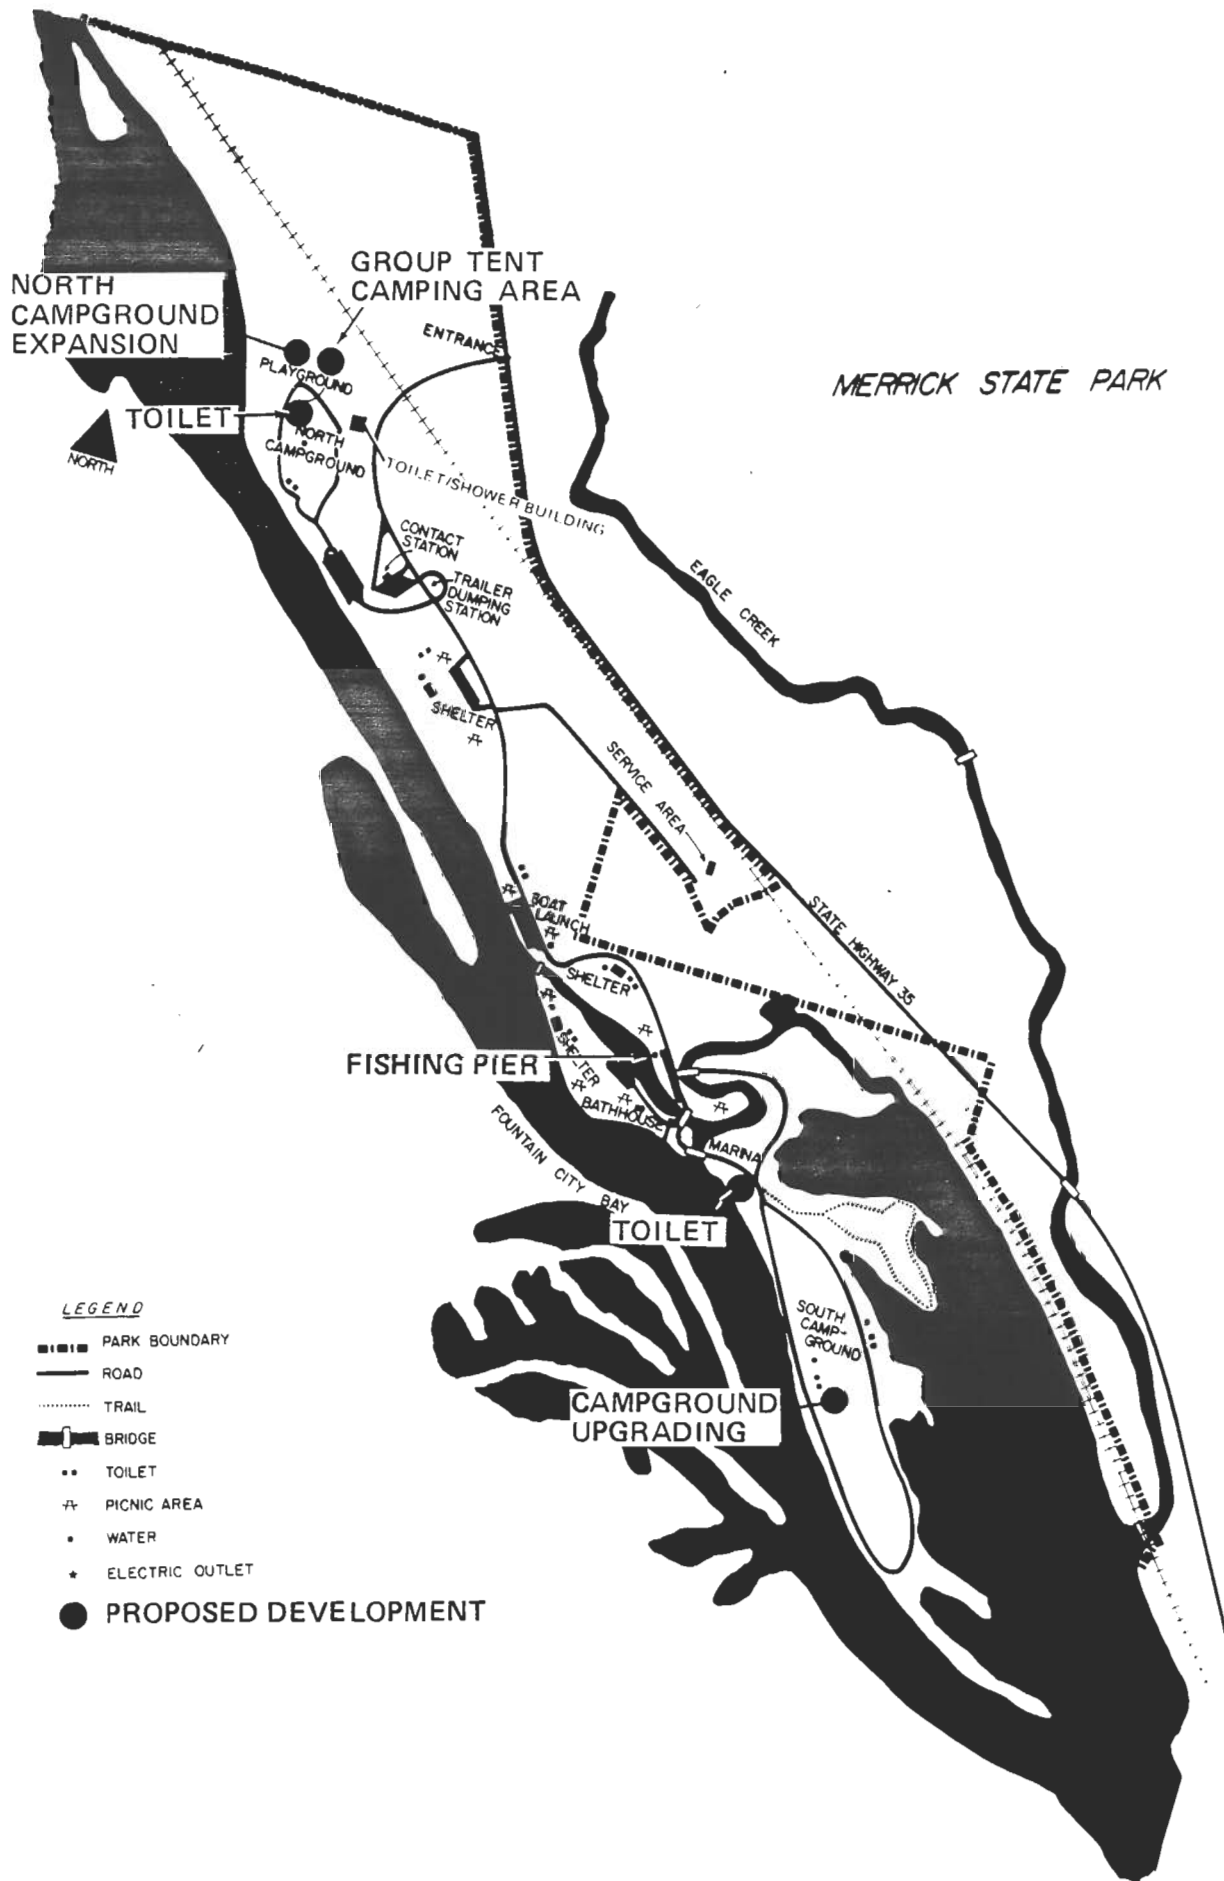 GROUP TENT
CAMPING AREA
NORTH
CAMPGROUND
EXPANSION
ENTRANCE
PLAYGROUND
MERRICK STATE PARK
TOILET
NORTH
CAMPGROUND
NORTH
TOILET/SHOWER BUILDING
CONTACT
STATION
TRAILER
DUMPING
STATION
EAGLE CREEK
SHELTER
SERVICE AREA
BOAT
LAUNCH
STATE HIGHWAY 35
SHELTER
SHELTER
FISHING PIER
BATHHOUSE
MARINA
FOUNTAIN CITY BAY
TOILET
SOUTH
CAMP-
GROUND
CAMPGROUND
UPGRADING
LEGEND
PARK BOUNDARY
ROAD
TRAIL
BRIDGE
TOILET
PICNIC AREA
WATER
ELECTRIC OUTLET
PROPOSED DEVELOPMENT